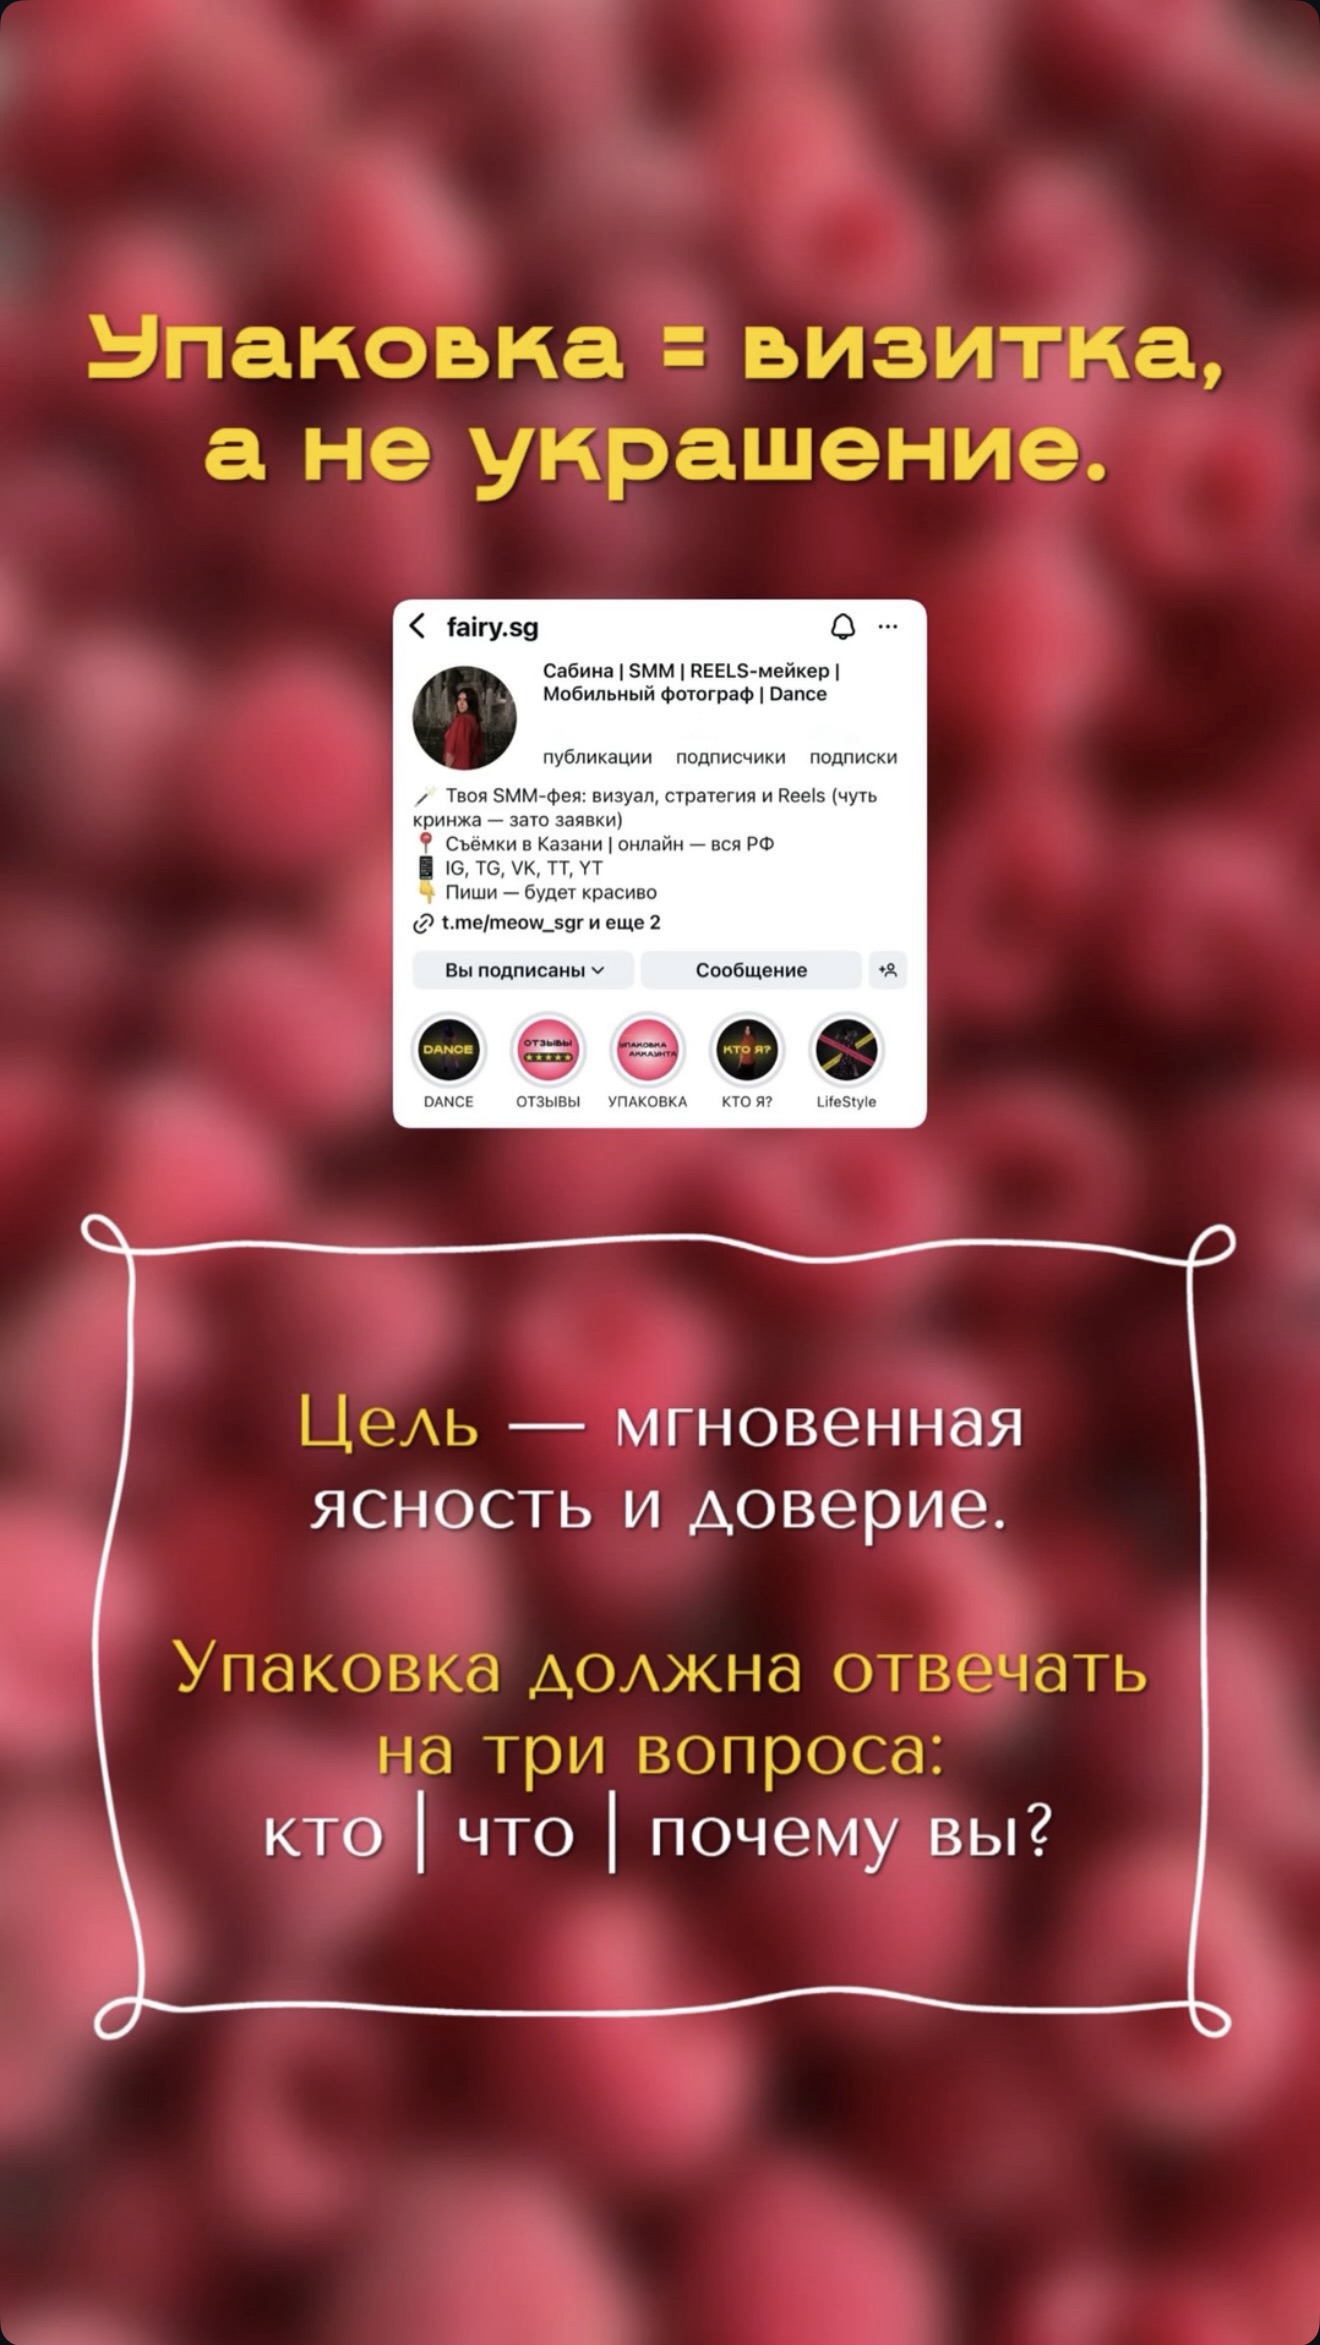 Упаковка = визитка,
а не украшение.
fairy.sg
Сабина | SMM | REELS-мейкер |
Мобильный фотограф | Dance
публикации подписчики подписки
Твоя SMM-фея: визуал, стратегия и Reels (чуть
кринжа — зато заявки)
Съёмки в Казани | онлайн — вся РФ
IG, TG, VK, TT, YT
Пиши — будет красиво
t.me/meow_sgr и еще 2
Вы подписаны Сообщение
DANCE ОТЗЫВЫ УПАКОВКА АККАУНТА КТО Я?
DANCE ОТЗЫВЫ УПАКОВКА КТО Я? LifeStyle
Цель — мгновенная
ясность и доверие.
Упаковка должна отвечать
на три вопроса:
кто | что | почему вы?